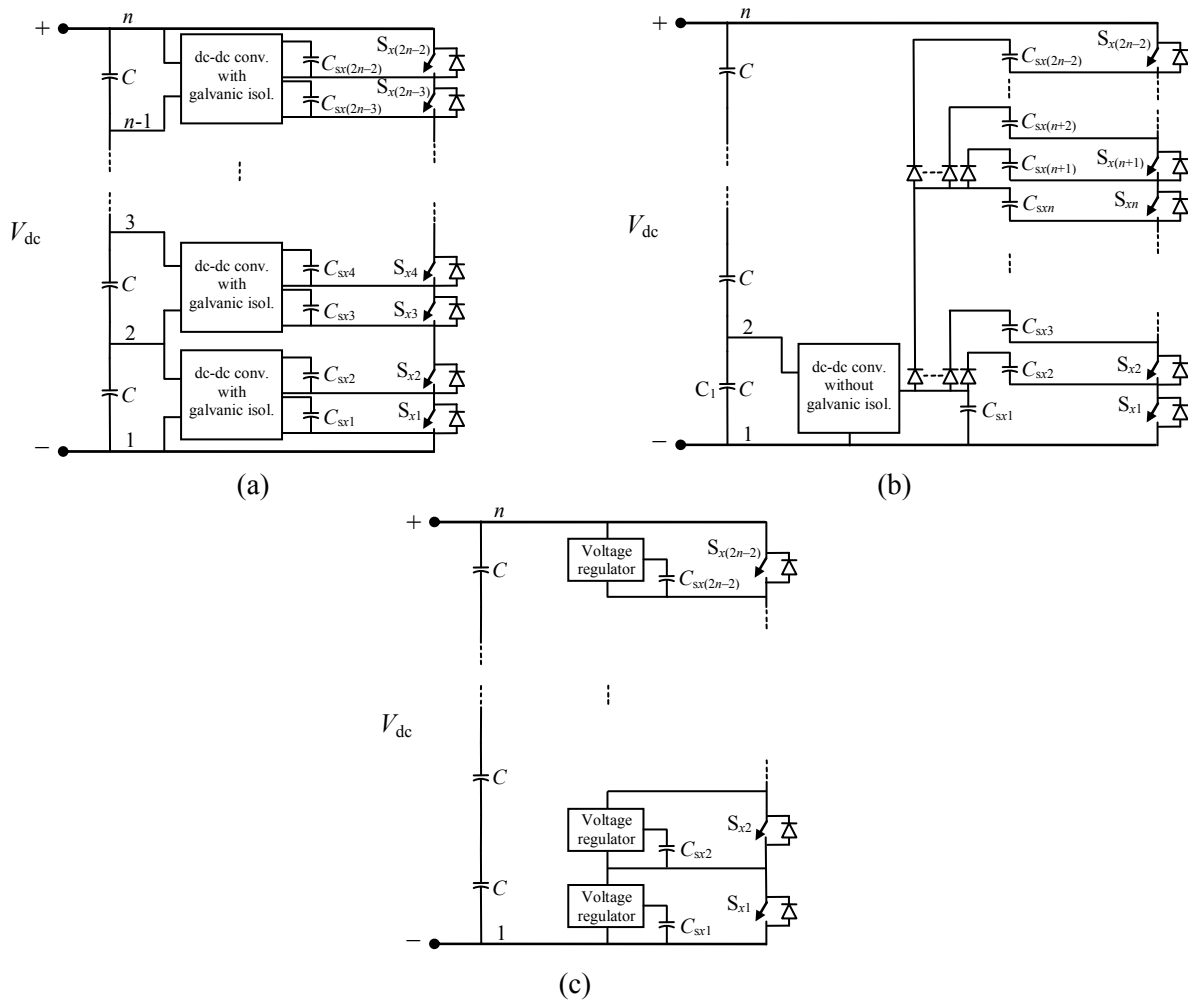 +
n
C
dc-dc conv.
with
galvanic isol.
Csx(2n–2)
Sx(2n–2)
Csx(2n–3)
Sx(2n–3)
n-1
Vdc
3
C
dc-dc conv.
with
galvanic isol.
Csx4
Sx4
Csx3
Sx3
2
C
dc-dc conv.
with
galvanic isol.
Csx2
Sx2
Csx1
Sx1
1
–
(a)
+
n
C
Csx(2n–2)
Sx(2n–2)
Csx(n+2)
Csx(n+1)
Sx(n+1)
Csxn
Sxn
Vdc
C
2
C1
C
dc-dc conv.
without
galvanic isol.
Csx3
Csx2
Sx2
Csx1
Sx1
1
–
(b)
+
n
C
Voltage
regulator
Csx(2n–2)
Sx(2n–2)
Vdc
C
Voltage
regulator
Csx2
Sx2
C
Voltage
regulator
Csx1
Sx1
1
–
(c)